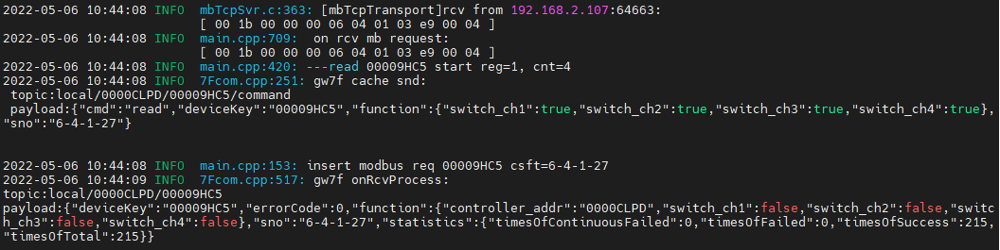 2022-05-06 10:44:08 INFO  mbTcpSvr.c:363: [mbTcpTransport]rcv from 192.168.2.107:64663:
[ 00 1b 00 00 00 06 04 01 03 e9 00 04 ]
2022-05-06 10:44:08 INFO  main.cpp:709:  on rcv mb request:
[ 00 1b 00 00 00 06 04 01 03 e9 00 04 ]
2022-05-06 10:44:08 INFO  main.cpp:420: ---read 00009HC5 start reg=1, cnt=4
2022-05-06 10:44:08 INFO  7Fcom.cpp:251: gw7f cache snd:
topic:local/0000CLPD/00009HC5/command
payload:{"cmd":"read","deviceKey":"00009HC5","function":{"switch_ch1":true,"switch_ch2":true,"switch_ch3":true,"switch_ch4":true},
"sno":"6-4-1-27"}
2022-05-06 10:44:08 INFO  main.cpp:153: insert modbus req 00009HC5 csft=6-4-1-27
2022-05-06 10:44:09 INFO  7Fcom.cpp:517: gw7f onRcvProcess:
topic:local/0000CLPD/00009HC5
payload:{"deviceKey":"00009HC5","errorCode":0,"function":{"controller_addr":"0000CLPD","switch_ch1":false,"switch_ch2":false,"switc
h_ch3":false,"switch_ch4":false},"sno":"6-4-1-27","statistics":{"timesOfContinuousFailed":0,"timesOfFailed":0,"timesOfSuccess":215,
"timesOfTotal":215}}